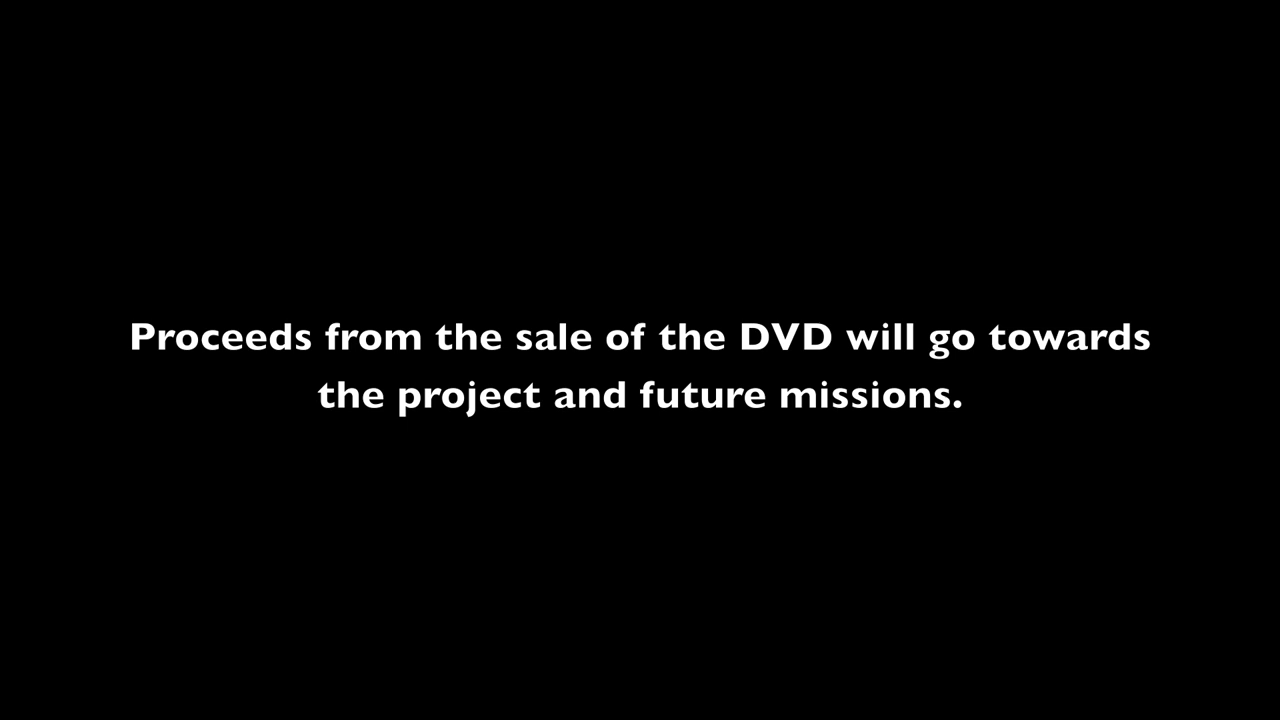 Proceeds from the sale of the DVD will go towards
the project and future missions.